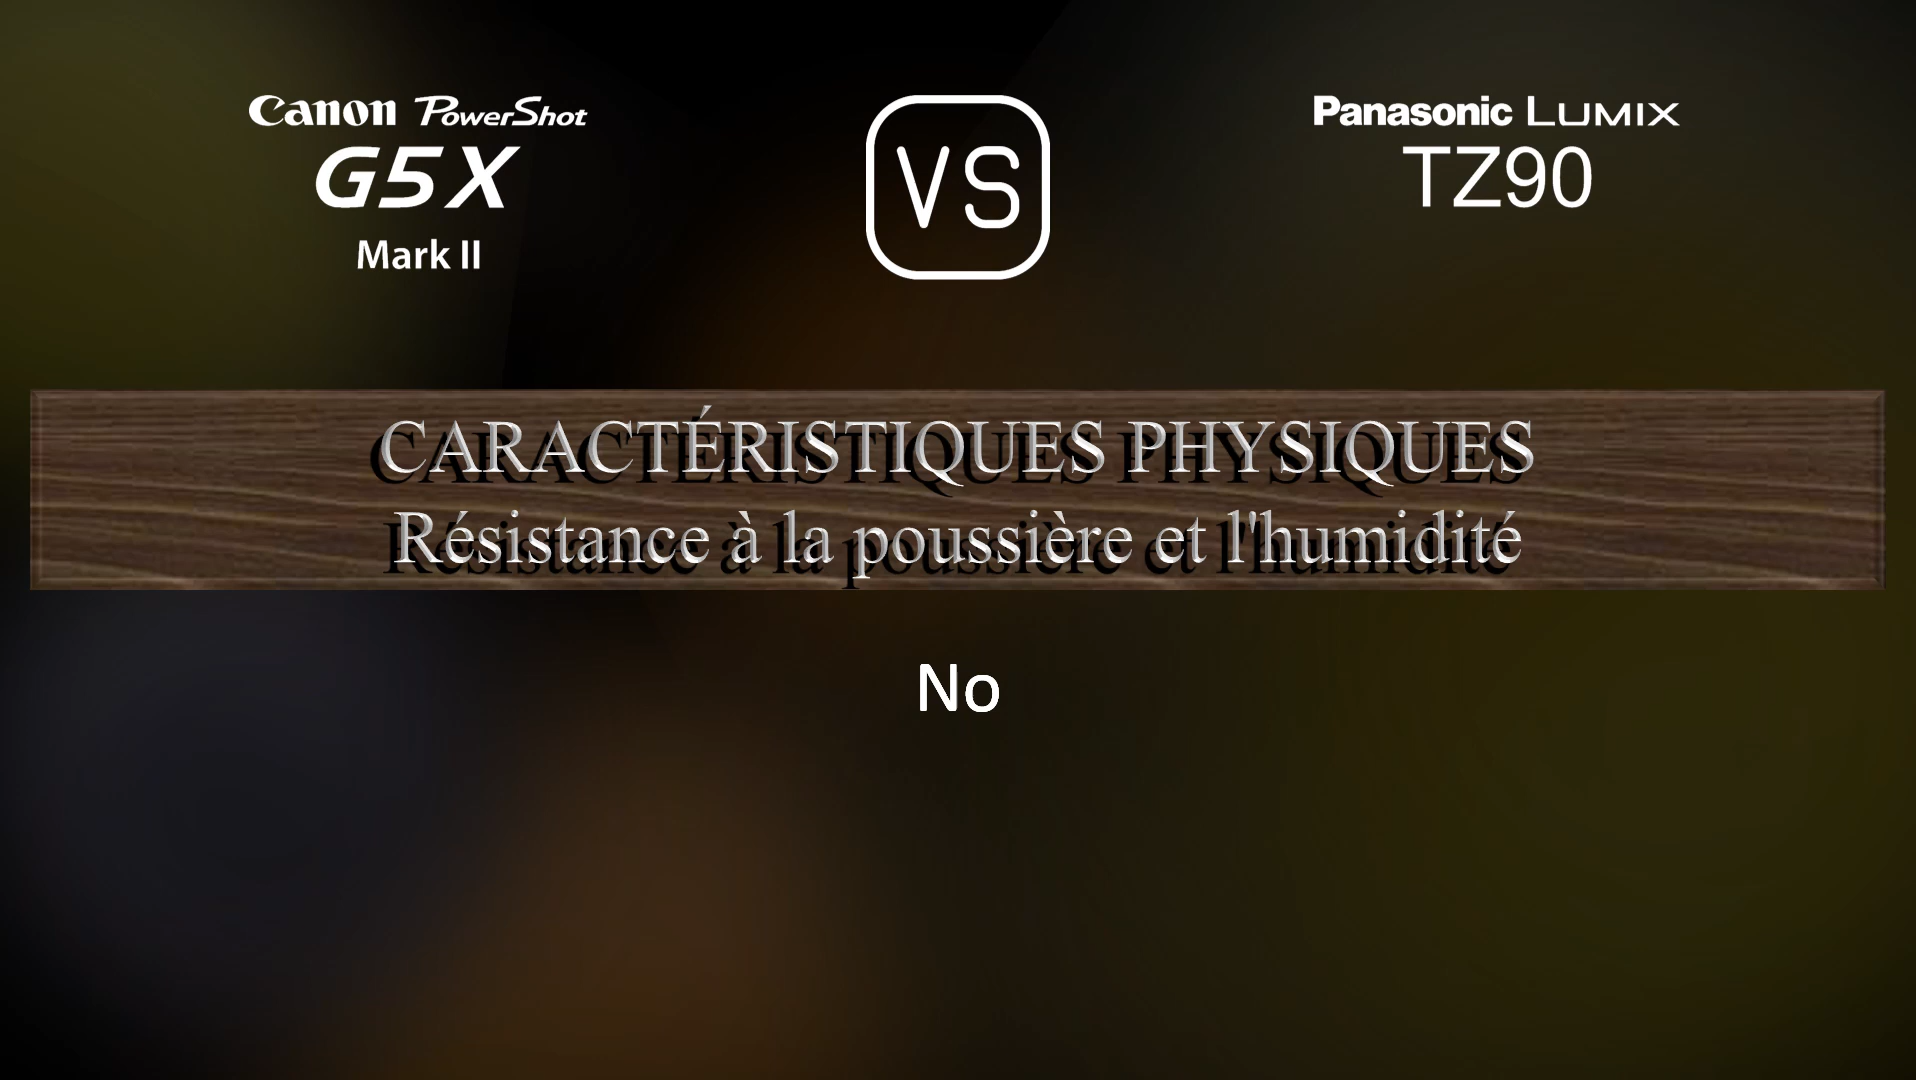 Canon PowerShot
G5X
Mark II
VS
Panasonic LUMIX
TZ90
CARACTÉRISTIQUES PHYSIQUES
Résistance à la poussière et l'humidité
No